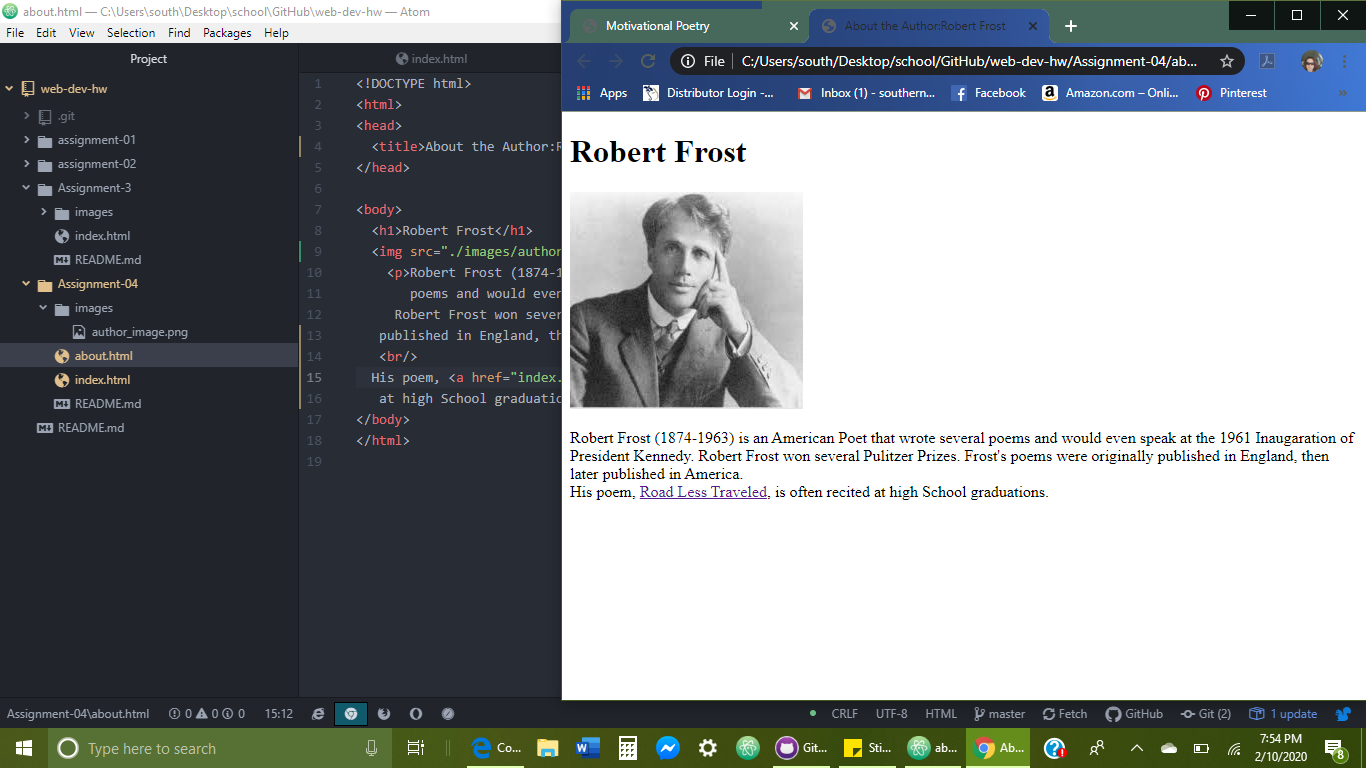 about.html — C:\Users\south\Desktop\school\GitHub\web-dev-hw — Atom
File Edit View Selection Find Packages Help
Project
web-dev-hw
.git
assignment-01
assignment-02
Assignment-3
images
index.html
README.md
Assignment-04
images
author_image.png
about.html
index.html
README.md
README.md
index.html
1 <!DOCTYPE html>
2 <html>
3 <head>
4 <title>About the Author:R
5 </head>
6
7 <body>
8 <h1>Robert Frost</h1>
9 <img src="./images/author
10 <p>Robert Frost (1874-1
11 poems and would even
12 Robert Frost won sever
13 published in England, th
14 <br/>
15 His poem, <a href="index.
16 at high School graduatio
17 </body>
18 </html>
19
Motivational Poetry
About the Author:Robert Frost
File C:/Users/south/Desktop/school/GitHub/web-dev-hw/Assignment-04/ab...
Apps Distributor Login -... Inbox (1) - southern... Facebook Amazon.com – Onli... Pinterest »
Robert Frost
Robert Frost (1874-1963) is an American Poet that wrote several poems and would even speak at the 1961 Inaugaration of
President Kennedy. Robert Frost won several Pulitzer Prizes. Frost's poems were originally published in England, then
later published in America.
His poem, Road Less Traveled, is often recited at high School graduations.
Assignment-04\about.html 0 0 0 15:12 CRLF UTF-8 HTML master Fetch GitHub Git (2) 1 update
Type here to search Co... Git... Sti... ab... Ab... 7:54 PM
2/10/2020 8